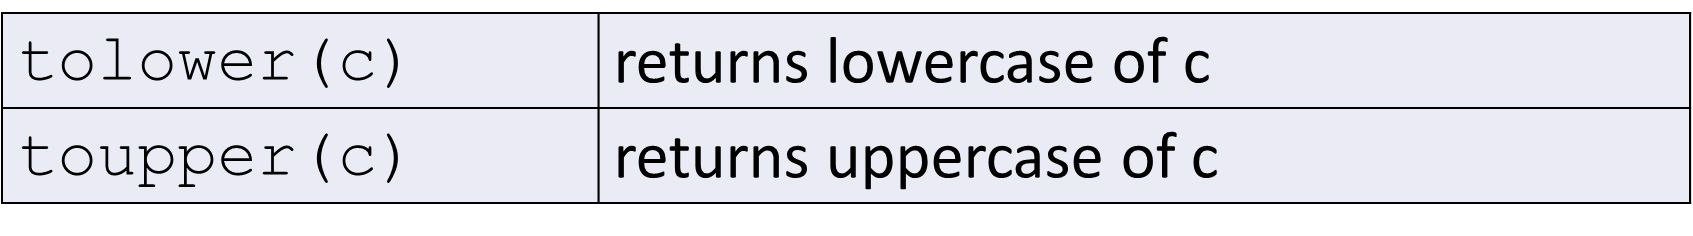 tolower(c) returns lowercase of c
toupper(c) returns uppercase of c